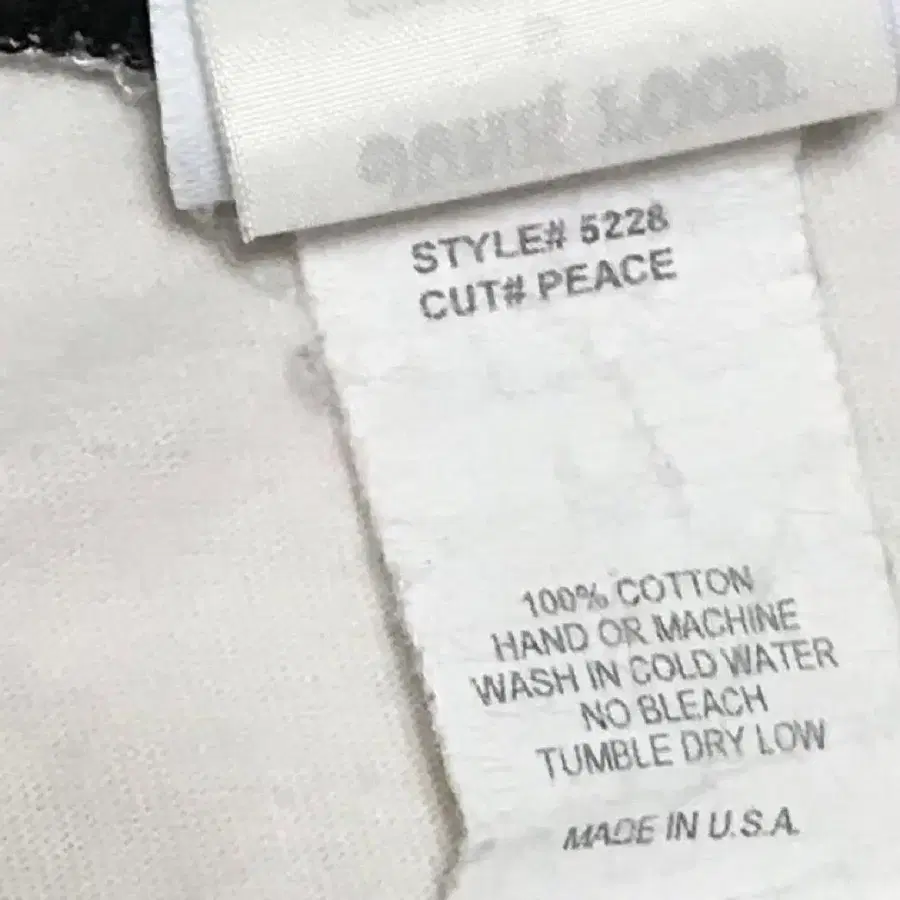 STYLE# 5228
CUT# PEACE
100% COTTON
HAND OR MACHINE
WASH IN COLD WATER
NO BLEACH
TUMBLE DRY LOW
MADE IN U.S.A.